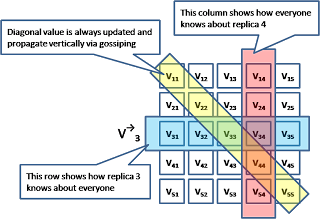 Diagonal value is always updated and
propagate vertically via gossiping
This column shows how everyone
knows about replica 4
V11 V12 V13 V14 V15
V21 V22 V23 V24 V25
V→3 V31 V32 V33 V34 V35
V41 V42 V43 V44 V45
V51 V52 V53 V54 V55
This row shows how replica 3
knows about everyone